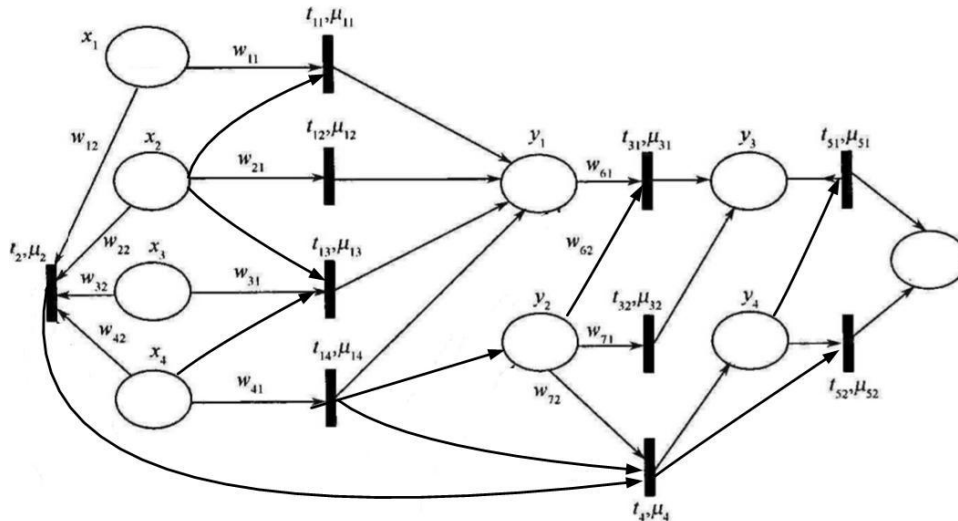 t₁₁,μ₁₁
x₁
w₁₁
w₁₂
x₂
t₁₂,μ₁₂
y₁
t₃₁,μ₃₁
y₃
t₅₁,μ₅₁
w₂₁
w₆₁
w₂₂
t₂,μ₂
x₃
t₁₃,μ₁₃
w₆₂
w₃₂
w₃₁
w₄₂
y₂
t₃₂,μ₃₂
y₄
x₄
t₁₄,μ₁₄
w₇₁
w₄₁
w₇₂
t₅₂,μ₅₂
t₄,μ₄